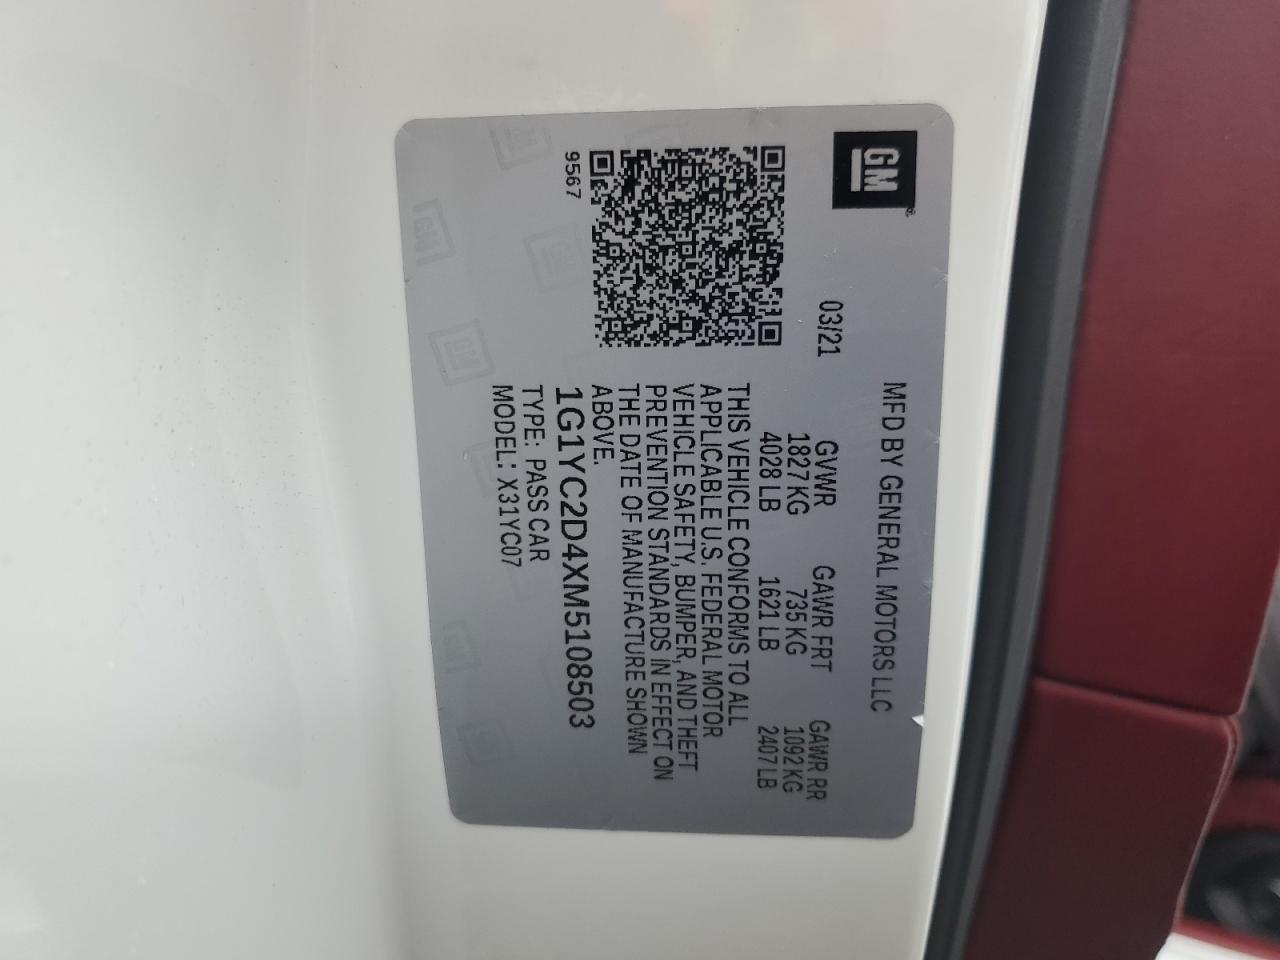 GM
MFD BY GENERAL MOTORS LLC
03/21
GVWR GAWR FRT GAWR RR
1827 KG 735 KG 1092 KG
4028 LB 1621 LB 2407 LB
THIS VEHICLE CONFORMS TO ALL
APPLICABLE U.S. FEDERAL MOTOR
VEHICLE SAFETY, BUMPER, AND THEFT
PREVENTION STANDARDS IN EFFECT ON
THE DATE OF MANUFACTURE SHOWN
ABOVE.
9567
1G1YC2D4XM5108503
TYPE: PASS CAR
MODEL: X31YC07